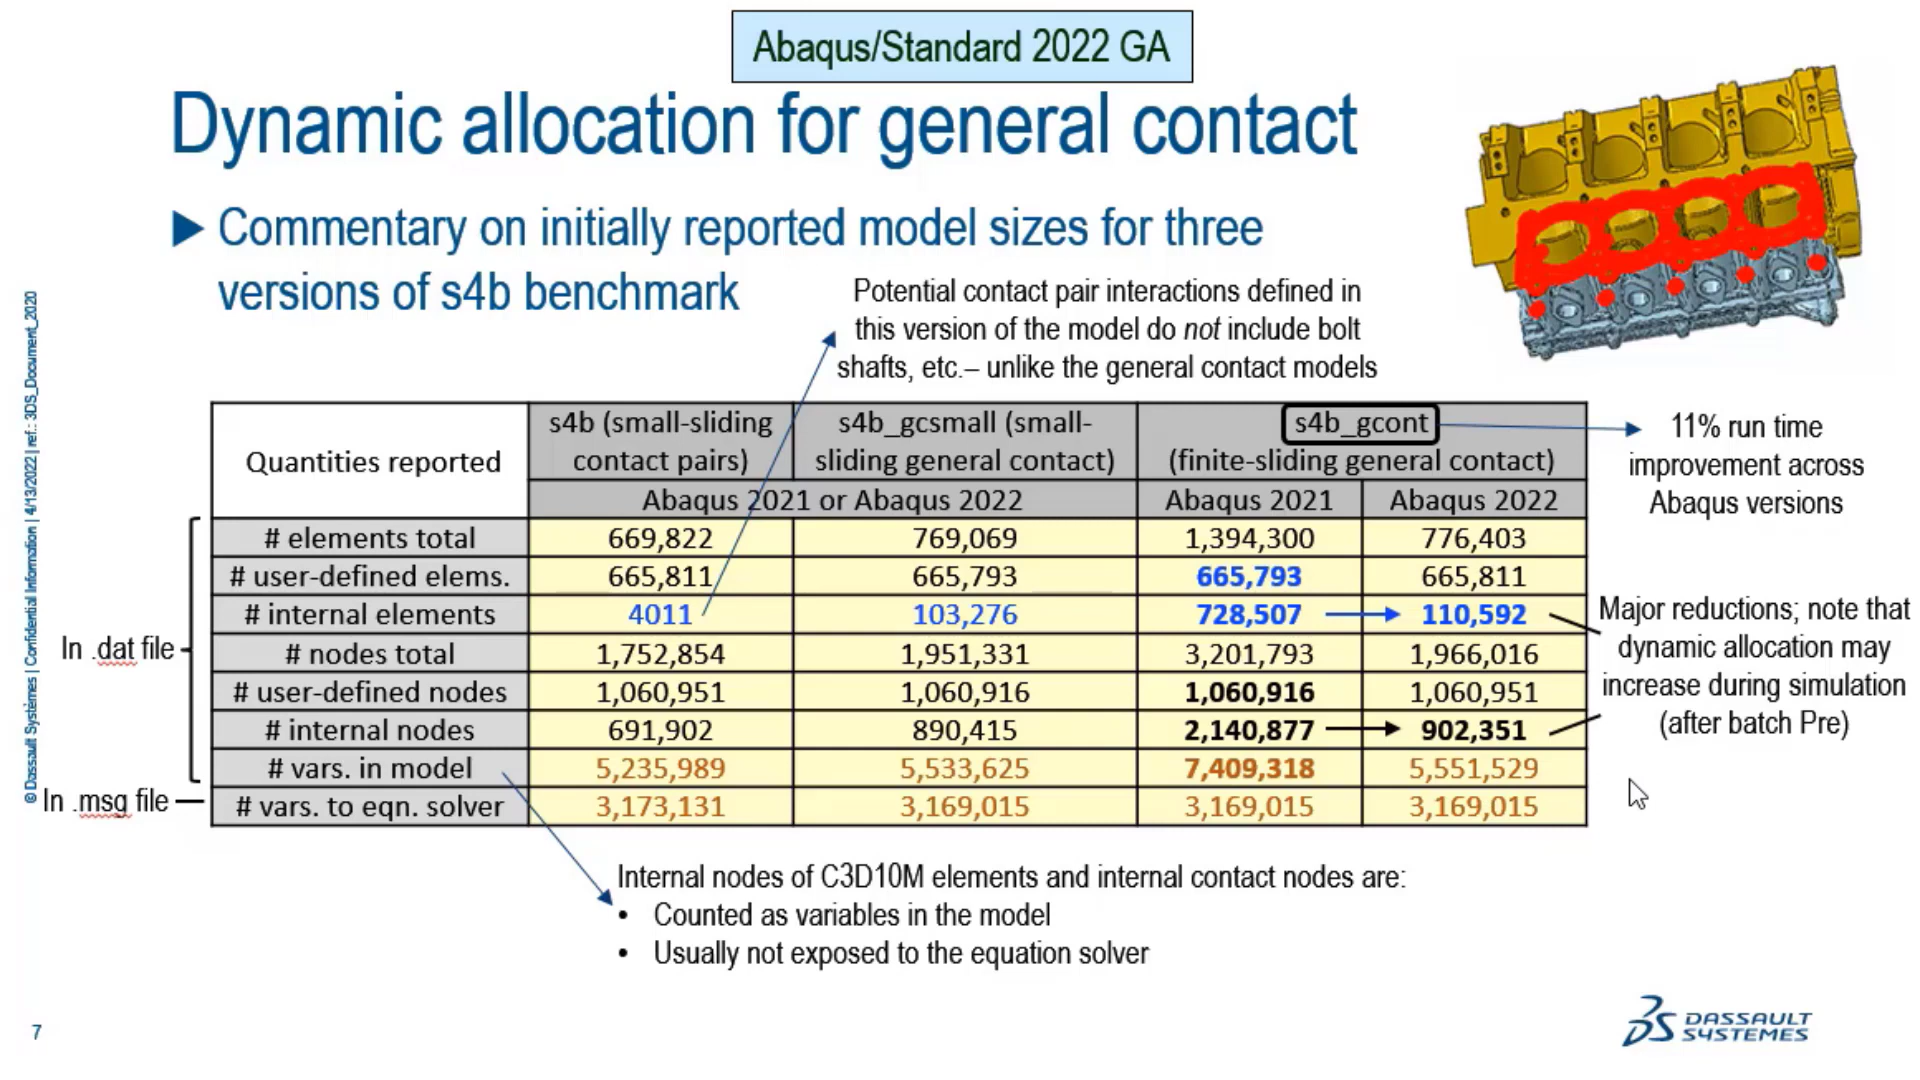 Abaqus/Standard 2022 GA
Dynamic allocation for general contact
Commentary on initially reported model sizes for three
versions of s4b benchmark
Potential contact pair interactions defined in
this version of the model do not include bolt
shafts, etc.– unlike the general contact models
Quantities reported
s4b (small-sliding
contact pairs)
s4b_gcsmall (small-
sliding general contact)
s4b_gcont
(finite-sliding general contact)
Abaqus 2021 or Abaqus 2022
Abaqus 2021
Abaqus 2022
# elements total 669,822 769,069 1,394,300 776,403
# user-defined elems. 665,811 665,793 665,793 665,811
# internal elements 4011 103,276 728,507 110,592
# nodes total 1,752,854 1,951,331 3,201,793 1,966,016
# user-defined nodes 1,060,951 1,060,916 1,060,916 1,060,951
# internal nodes 691,902 890,415 2,140,877 902,351
# vars. in model 5,235,989 5,533,625 7,409,318 5,551,529
# vars. to eqn. solver 3,173,131 3,169,015 3,169,015 3,169,015
In .dat file
In .msg file
11% run time
improvement across
Abaqus versions
Major reductions; note that
dynamic allocation may
increase during simulation
(after batch Pre)
Internal nodes of C3D10M elements and internal contact nodes are:
• Counted as variables in the model
• Usually not exposed to the equation solver
© Dassault Systèmes | Confidential Information | 4/13/2022 | ref.: 3DS_Document_2020
7
DASSAULT
SYSTEMES